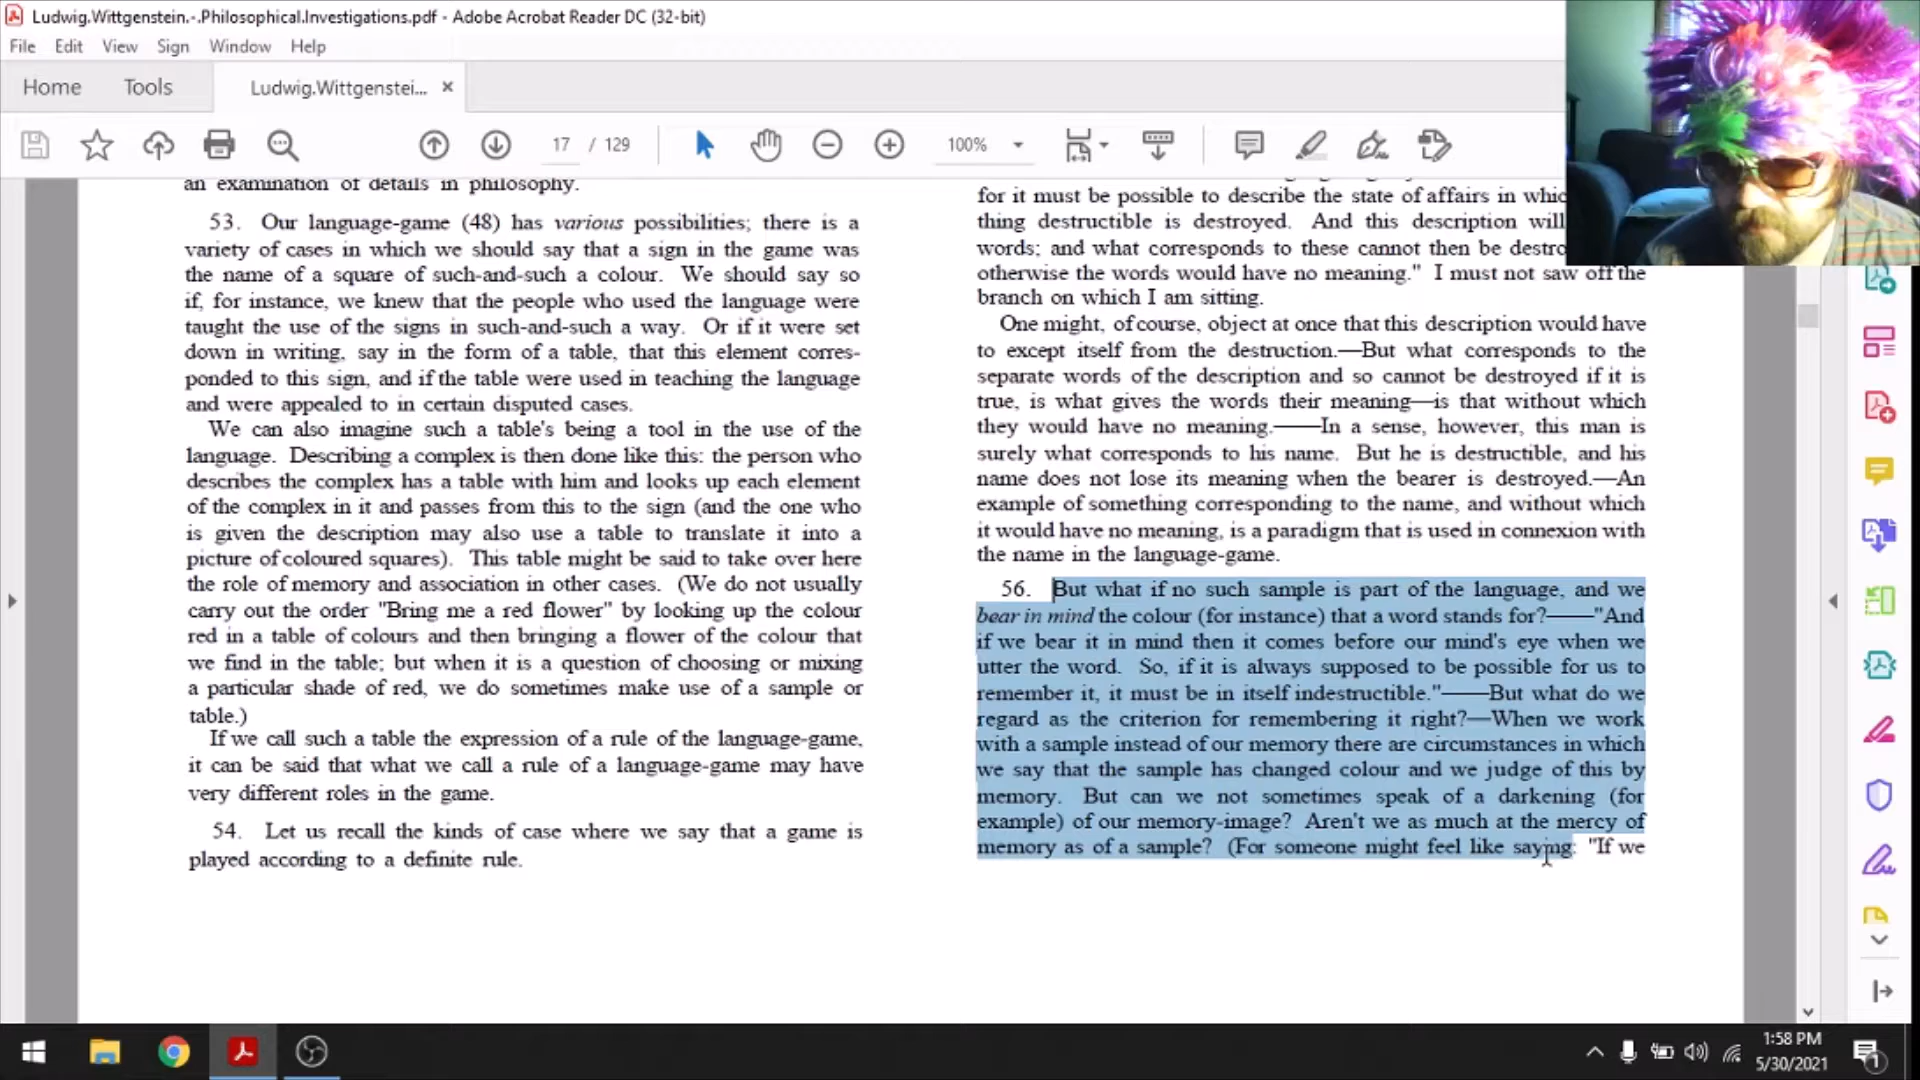 Ludwig.Wittgenstein.-.Philosophical.Investigations.pdf - Adobe Acrobat Reader DC (32-bit)
File Edit View Sign Window Help
Home Tools Ludwig.Wittgenstei...
17 / 129 100%
an examination of details in philosophy.
53. Our language-game (48) has various possibilities; there is a
variety of cases in which we should say that a sign in the game was
the name of a square of such-and-such a colour. We should say so
if, for instance, we knew that the people who used the language were
taught the use of the signs in such-and-such a way. Or if it were set
down in writing, say in the form of a table, that this element corres-
ponded to this sign, and if the table were used in teaching the language
and were appealed to in certain disputed cases.
We can also imagine such a table's being a tool in the use of the
language. Describing a complex is then done like this: the person who
describes the complex has a table with him and looks up each element
of the complex in it and passes from this to the sign (and the one who
is given the description may also use a table to translate it into a
picture of coloured squares). This table might be said to take over here
the role of memory and association in other cases. (We do not usually
carry out the order "Bring me a red flower" by looking up the colour
red in a table of colours and then bringing a flower of the colour that
we find in the table; but when it is a question of choosing or mixing
a particular shade of red, we do sometimes make use of a sample or
table.)
If we call such a table the expression of a rule of the language-game,
it can be said that what we call a rule of a language-game may have
very different roles in the game.
54. Let us recall the kinds of case where we say that a game is
played according to a definite rule.
for it must be possible to describe the state of affairs in
thing destructible is destroyed. And this description will
words; and what corresponds to these cannot then be
otherwise the words would have no meaning." I must not saw off the
branch on which I am sitting.
One might, of course, object at once that this description would have
to except itself from the destruction.—But what corresponds to the
separate words of the description and so cannot be destroyed if it is
true, is what gives the words their meaning—is that without which
they would have no meaning.——In a sense, however, this man is
surely what corresponds to his name. But he is destructible, and his
name does not lose its meaning when the bearer is destroyed.—An
example of something corresponding to the name, and without which
it would have no meaning, is a paradigm that is used in connexion with
the name in the language-game.
56. But what if no such sample is part of the language, and we
bear in mind the colour (for instance) that a word stands for?——"And
if we bear it in mind then it comes before our mind's eye when we
utter the word. So, if it is always supposed to be possible for us to
remember it, it must be in itself indestructible."——But what do we
regard as the criterion for remembering it right?—When we work
with a sample instead of our memory there are circumstances in which
we say that the sample has changed colour and we judge of this by
memory. But can we not sometimes speak of a darkening (for
example) of our memory-image? Aren't we as much at the mercy of
memory as of a sample? (For someone might feel like saying: "If we
1:58 PM
5/30/2021
1